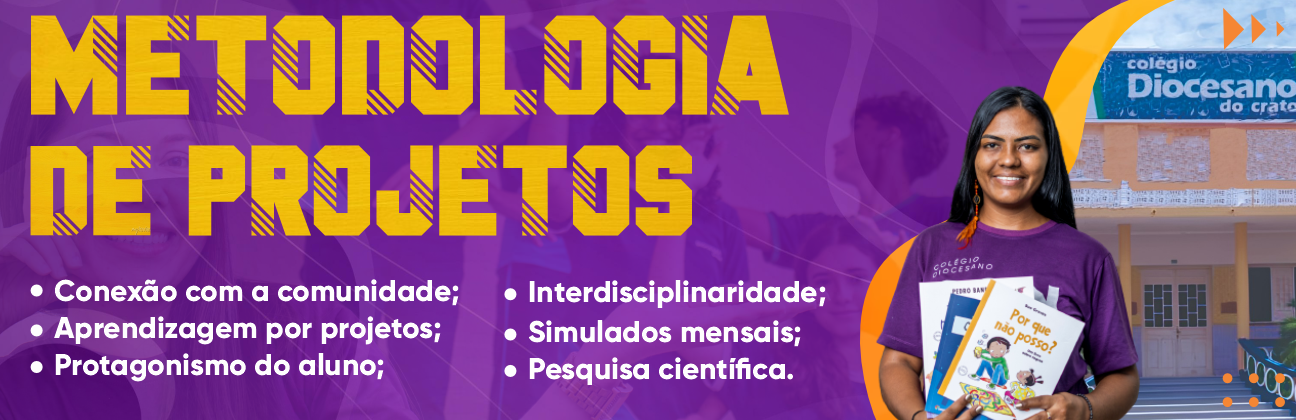 METODOLOGIA
DE PROJETOS
• Conexão com a comunidade;
• Aprendizagem por projetos;
• Protagonismo do aluno;
• Interdisciplinaridade;
• Simulados mensais;
• Pesquisa científica.
colégio
Diocesano
do crato
COLÉGIO
DIOCESANO
PEDRO BAN
Por que
não posso?